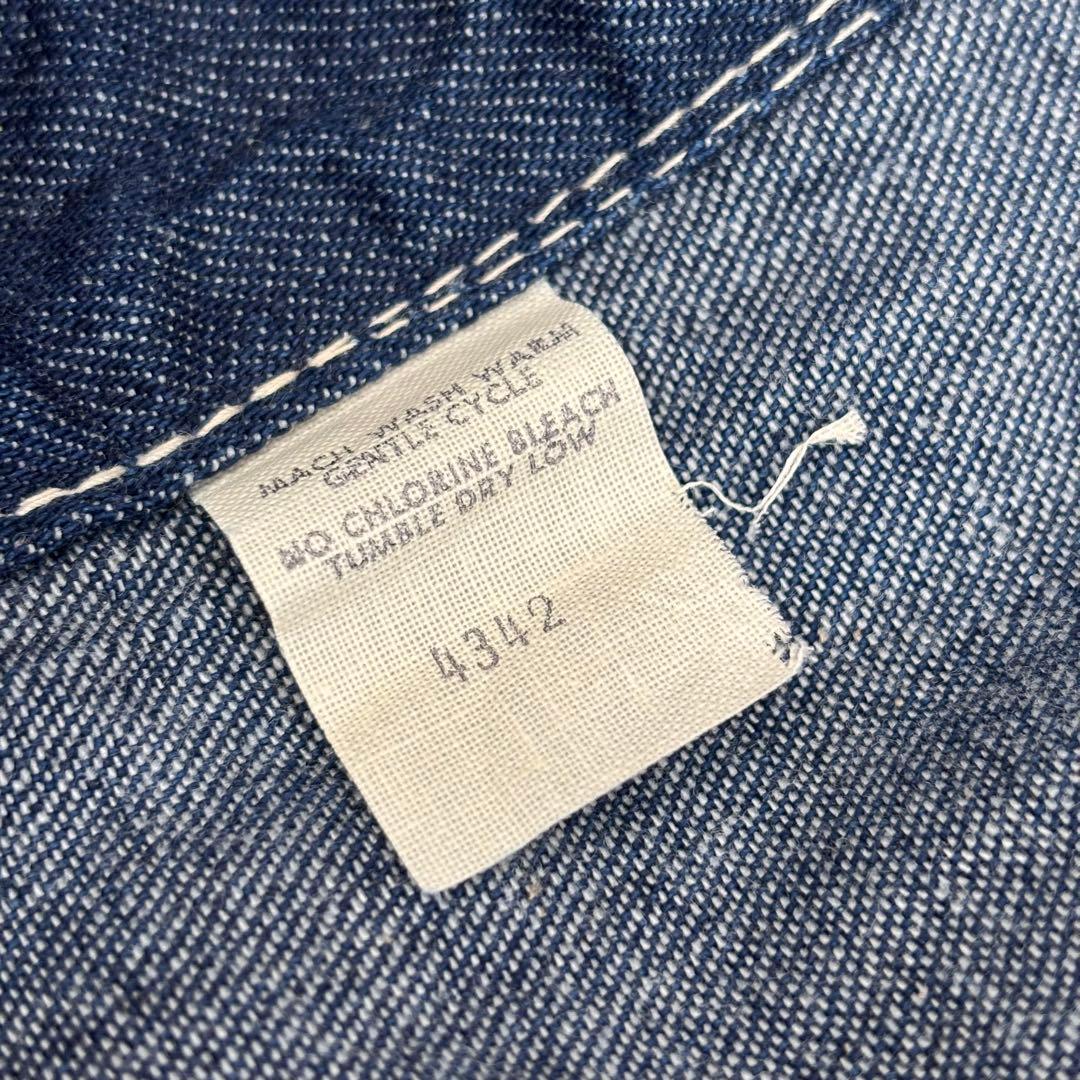 MACH WASH WARM
GENTLE CYCLE
NO CHLORINE BLEACH
TUMBLE DRY LOW
4342